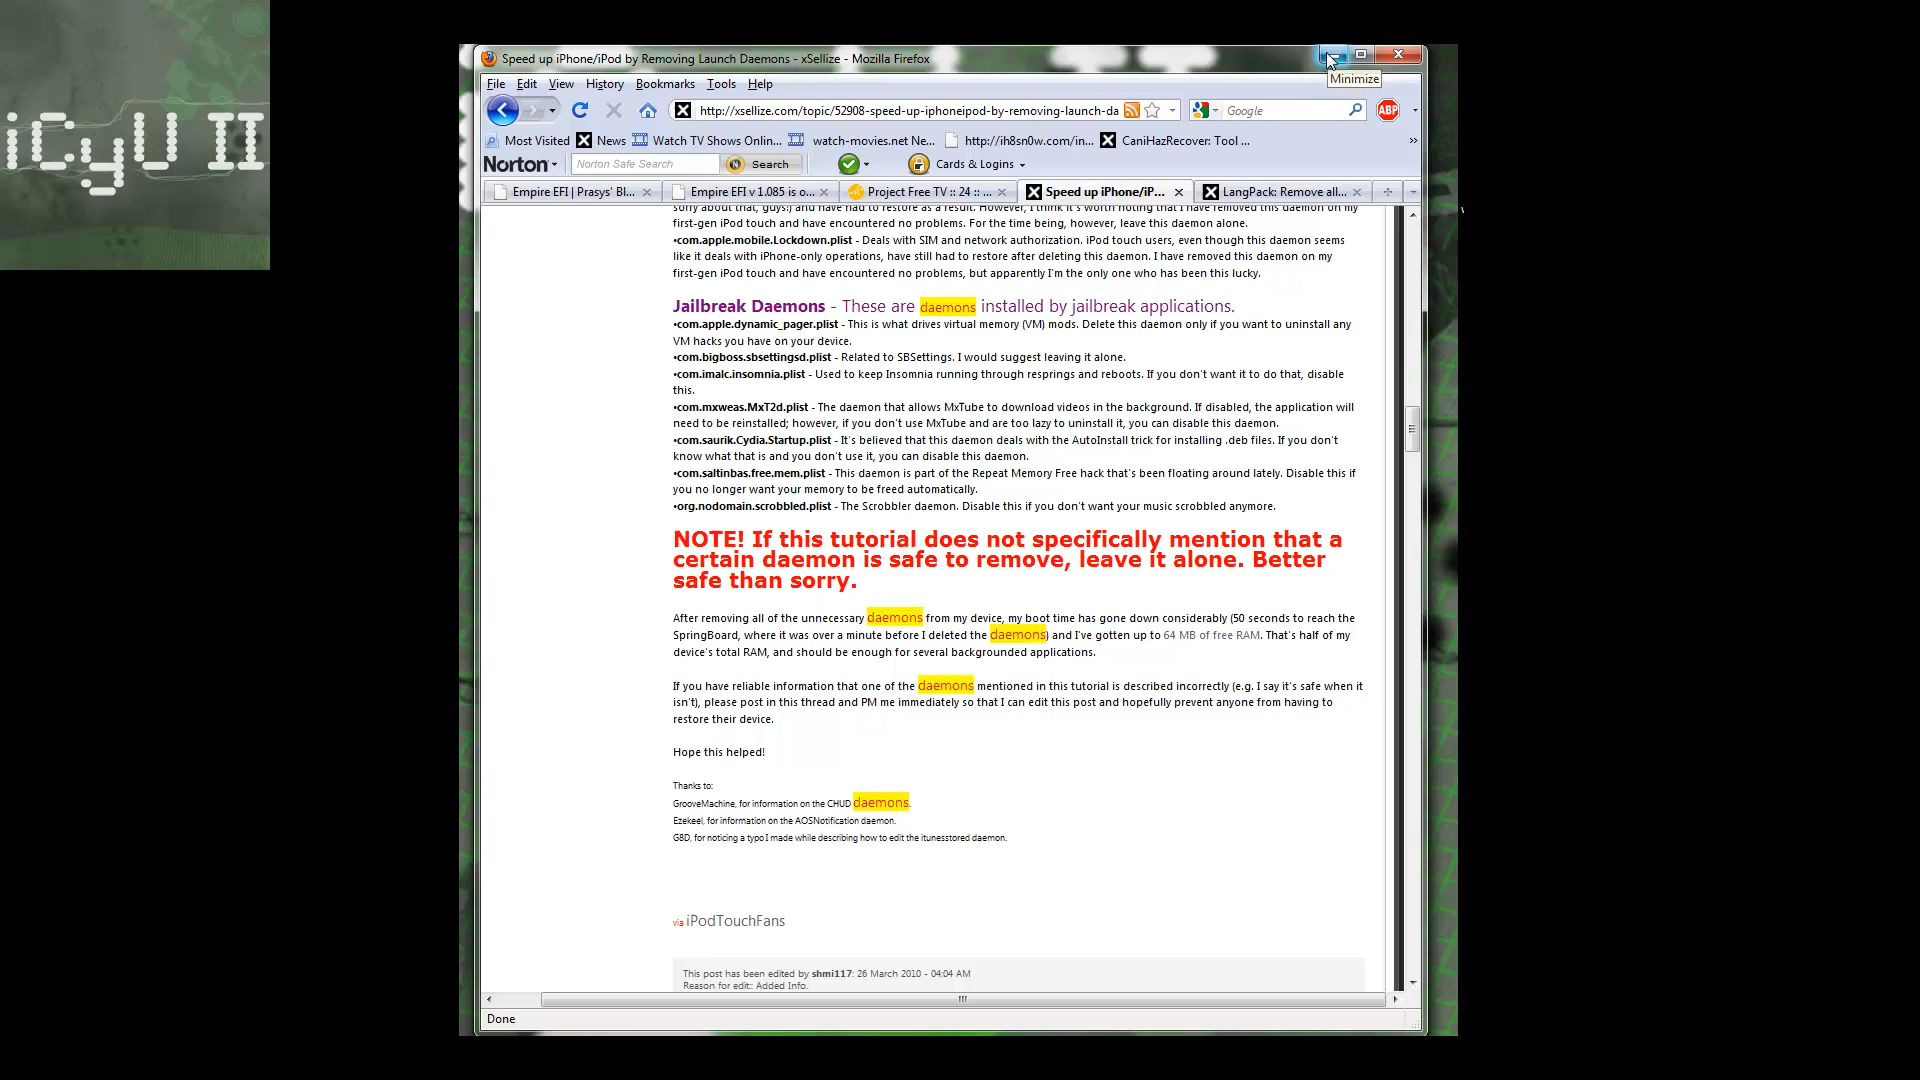 iCyU II
Speed up iPhone/iPod by Removing Launch Daemons - xSellize - Mozilla Firefox
Minimize
File Edit View History Bookmarks Tools Help
http://xsellize.com/topic/52908-speed-up-iphoneipod-by-removing-launch-da
Google
ABP
Most Visited News Watch TV Shows Onlin... watch-movies.net Ne... http://ih8sn0w.com/in... CaniHazRecover: Tool ...
Norton Norton Safe Search Search Cards & Logins
Empire EFI | Prasys' Bl... Empire EFI v 1.085 is o... Project Free TV :: 24 :: ... Speed up iPhone/iP... LangPack: Remove all...
sorry about that, guys!) and have had to restore as a result. However, I think it's worth noting that I have removed this daemon on my
first-gen iPod touch and have encountered no problems. For the time being, however, leave this daemon alone.
•com.apple.mobile.Lockdown.plist - Deals with SIM and network authorization. iPod touch users, even though this daemon seems
like it deals with iPhone-only operations, have still had to restore after deleting this daemon. I have removed this daemon on my
first-gen iPod touch and have encountered no problems, but apparently I'm the only one who has been this lucky.
Jailbreak Daemons - These are daemons installed by jailbreak applications.
•com.apple.dynamic_pager.plist - This is what drives virtual memory (VM) mods. Delete this daemon only if you want to uninstall any
VM hacks you have on your device.
•com.bigboss.sbsettingsd.plist - Related to SBSettings. I would suggest leaving it alone.
•com.imalc.insomnia.plist - Used to keep Insomnia running through resprings and reboots. If you don't want it to do that, disable
this.
•com.mxweas.MxT2d.plist - The daemon that allows MxTube to download videos in the background. If disabled, the application will
need to be reinstalled; however, if you don't use MxTube and are too lazy to uninstall it, you can disable this daemon.
•com.saurik.Cydia.Startup.plist - It's believed that this daemon deals with the AutoInstall trick for installing .deb files. If you don't
know what that is and you don't use it, you can disable this daemon.
•com.saltinbas.free.mem.plist - This daemon is part of the Repeat Memory Free hack that's been floating around lately. Disable this if
you no longer want your memory to be freed automatically.
•org.nodomain.scrobbled.plist - The Scrobbler daemon. Disable this if you don't want your music scrobbled anymore.
NOTE! If this tutorial does not specifically mention that a
certain daemon is safe to remove, leave it alone. Better
safe than sorry.
After removing all of the unnecessary daemons from my device, my boot time has gone down considerably (50 seconds to reach the
SpringBoard, where it was over a minute before I deleted the daemons) and I've gotten up to 64 MB of free RAM. That's half of my
device's total RAM, and should be enough for several backgrounded applications.
If you have reliable information that one of the daemons mentioned in this tutorial is described incorrectly (e.g. I say it's safe when it
isn't), please post in this thread and PM me immediately so that I can edit this post and hopefully prevent anyone from having to
restore their device.
Hope this helped!
Thanks to:
GrooveMachine, for information on the CHUD daemons.
Ezekeel, for information on the AOSNotification daemon.
GBD, for noticing a typo I made while describing how to edit the itunesstored daemon.
via iPodTouchFans
This post has been edited by shmi117: 26 March 2010 - 04:04 AM
Reason for edit:: Added Info.
Done